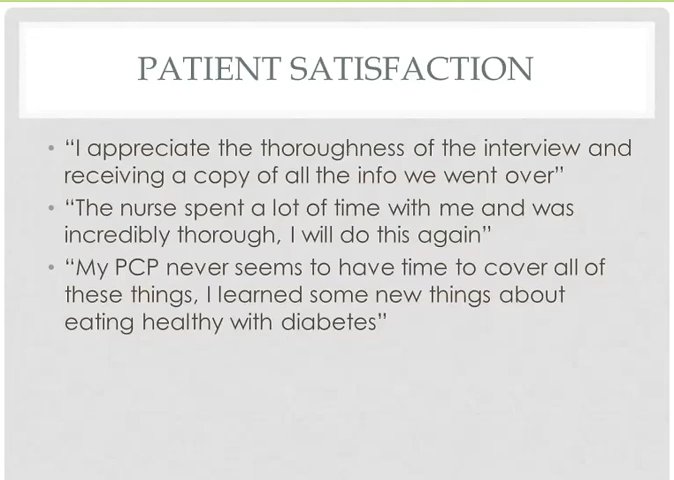 PATIENT SATISFACTION
• “I appreciate the thoroughness of the interview and
receiving a copy of all the info we went over”
• “The nurse spent a lot of time with me and was
incredibly thorough, I will do this again”
• “My PCP never seems to have time to cover all of
these things, I learned some new things about
eating healthy with diabetes”